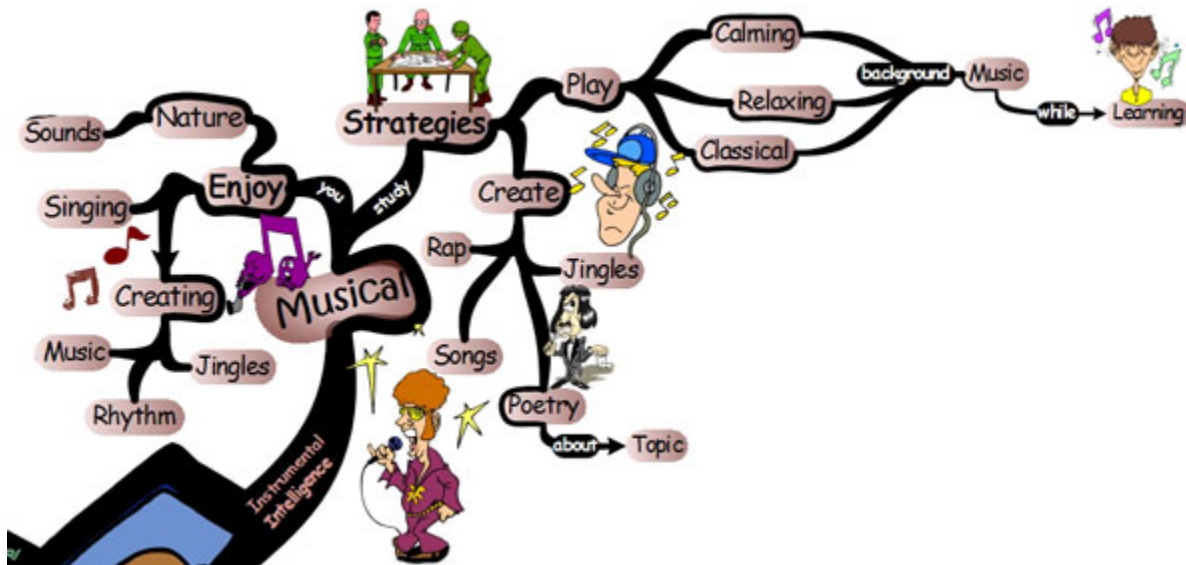 Calming
background
Music
Play
Relaxing
while
Learning
Strategies
Classical
Nature
Sounds
Enjoy
you
study
Create
Singing
Rap
Jingles
Creating
Musical
Music
Jingles
Songs
Rhythm
Poetry
about
Topic
Instrumental
Intelligence